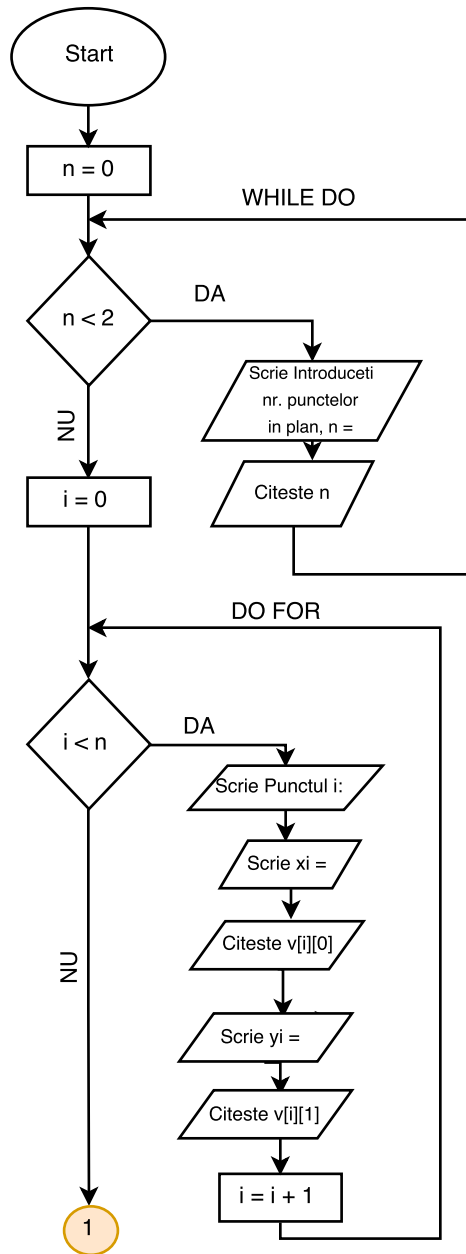 Start
n = 0
WHILE DO
n < 2
DA
Scrie Introduceti
nr. punctelor
in plan, n =
NU
Citeste n
i = 0
DO FOR
i < n
DA
Scrie Punctul i:
Scrie xi =
Citeste v[i][0]
NU
Scrie yi =
Citeste v[i][1]
i = i + 1
1